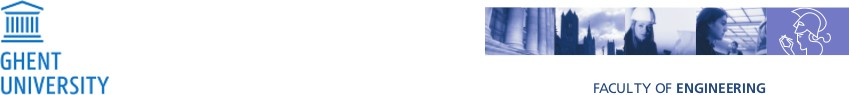 GHENT
UNIVERSITY
FACULTY OF ENGINEERING